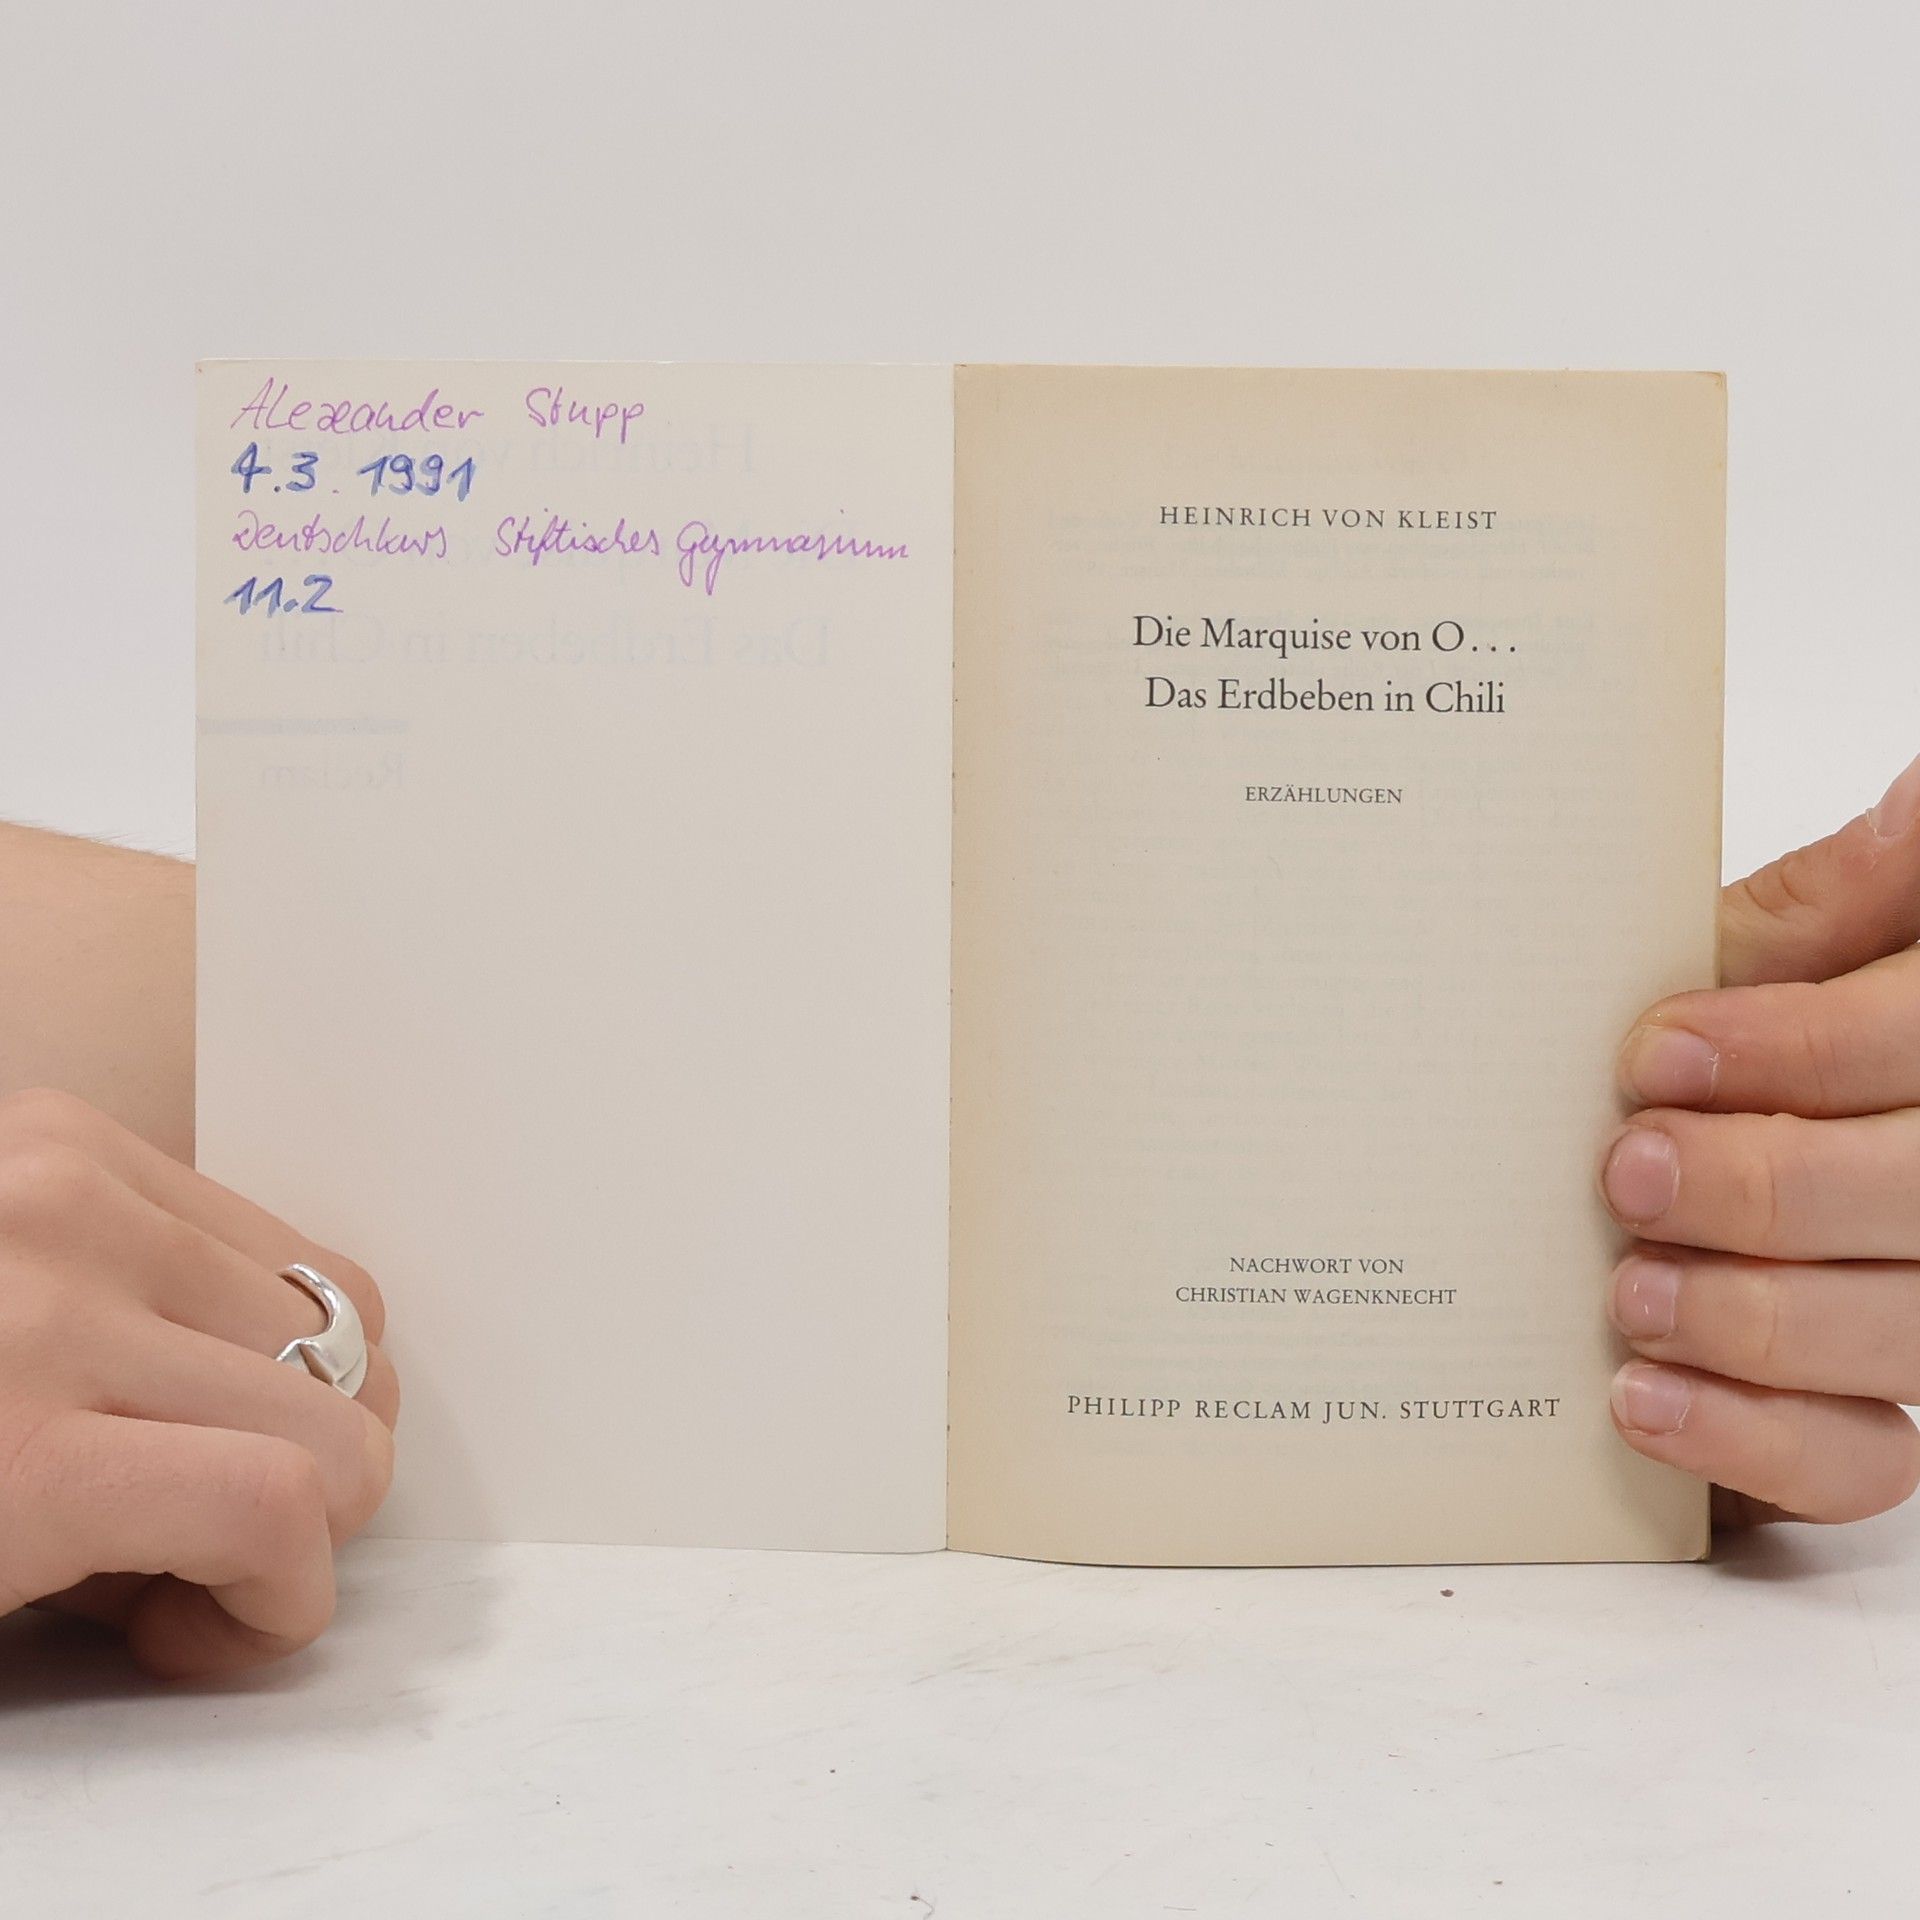 Alexander Stupp
4.3. 1991
Deutschkurs Stiftisches Gymnasium
11.2
HEINRICH VON KLEIST
Die Marquise von O...
Das Erdbeben in Chili
ERZÄHLUNGEN
NACHWORT VON
CHRISTIAN WAGENKNECHT
PHILIPP RECLAM JUN. STUTTGART